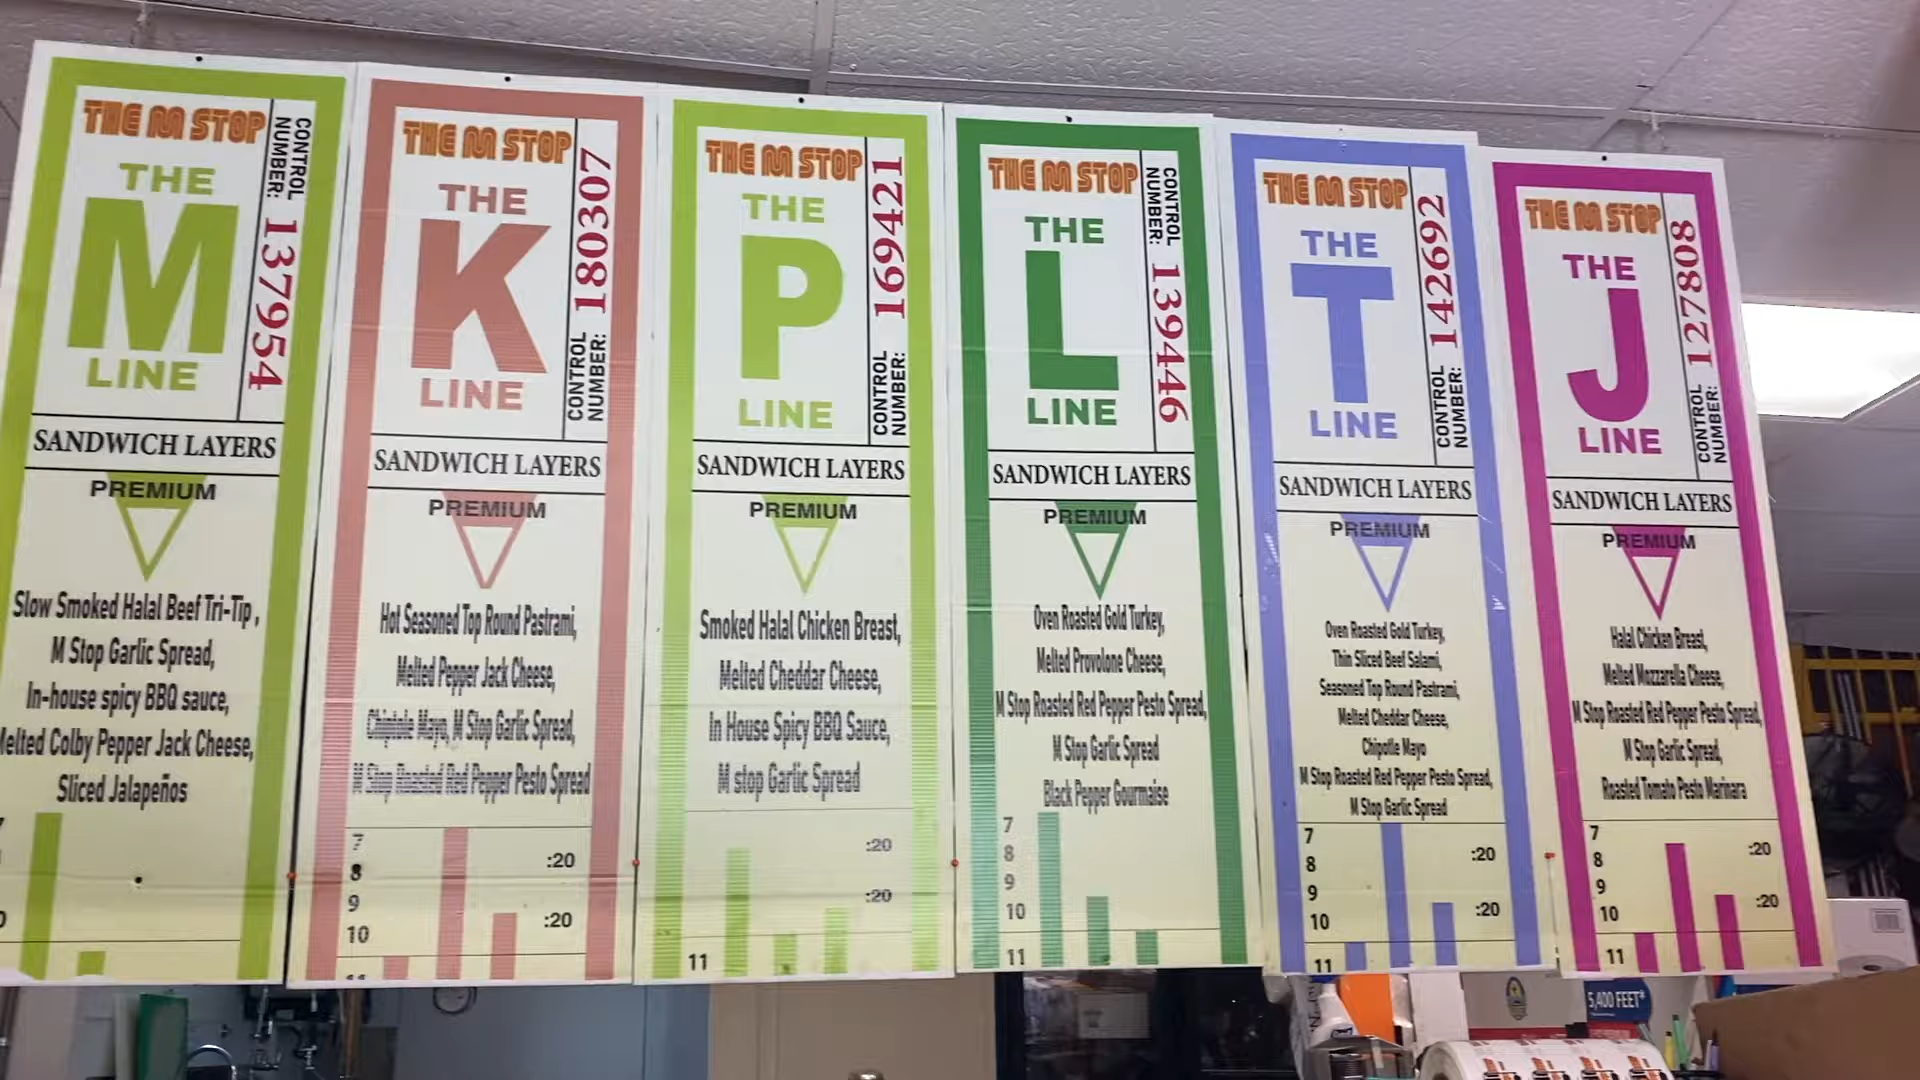 THE M STOP
THE
M
LINE
CONTROL
NUMBER: 137954
SANDWICH LAYERS
PREMIUM
Slow Smoked Halal Beef Tri-Tip ,
M Stop Garlic Spread,
In-house spicy BBQ sauce,
Melted Colby Pepper Jack Cheese,
Sliced Jalapeños
THE M STOP
THE
K
LINE
CONTROL
NUMBER: 180307
SANDWICH LAYERS
PREMIUM
Hot Seasoned Top Round Pastrami,
Melted Pepper Jack Cheese,
Chiptole Mayo, M Stop Garlic Spread,
M Stop Roasted Red Pepper Pesto Spread
7
8
:20
9
:20
10
11
THE M STOP
THE
P
LINE
CONTROL
NUMBER: 169421
SANDWICH LAYERS
PREMIUM
Smoked Halal Chicken Breast,
Melted Cheddar Cheese,
In House Spicy BBQ Sauce,
M stop Garlic Spread
:20
:20
11
THE M STOP
THE
L
LINE
CONTROL
NUMBER: 139446
SANDWICH LAYERS
PREMIUM
Oven Roasted Gold Turkey,
Melted Provolone Cheese,
M Stop Roasted Red Pepper Pesto Spread,
M Stop Garlic Spread
Black Pepper Gourmaise
7
8
9
10
11
THE M STOP
THE
T
LINE
CONTROL
NUMBER: 142692
SANDWICH LAYERS
PREMIUM
Oven Roasted Gold Turkey,
Thin Sliced Beef Salami,
Seasoned Top Round Pastrami,
Melted Cheddar Cheese,
Chipotle Mayo
M Stop Roasted Red Pepper Pesto Spread,
M Stop Garlic Spread
7
8
:20
9
10
:20
11
THE M STOP
THE
J
LINE
CONTROL
NUMBER: 127808
SANDWICH LAYERS
PREMIUM
Halal Chicken Breast,
Melted Mozzarella Cheese,
M Stop Roasted Red Pepper Pesto Spread,
M Stop Garlic Spread,
Roasted Tomato Pesto Marinara
7
8
:20
9
10
:20
11
5,400 FEET*